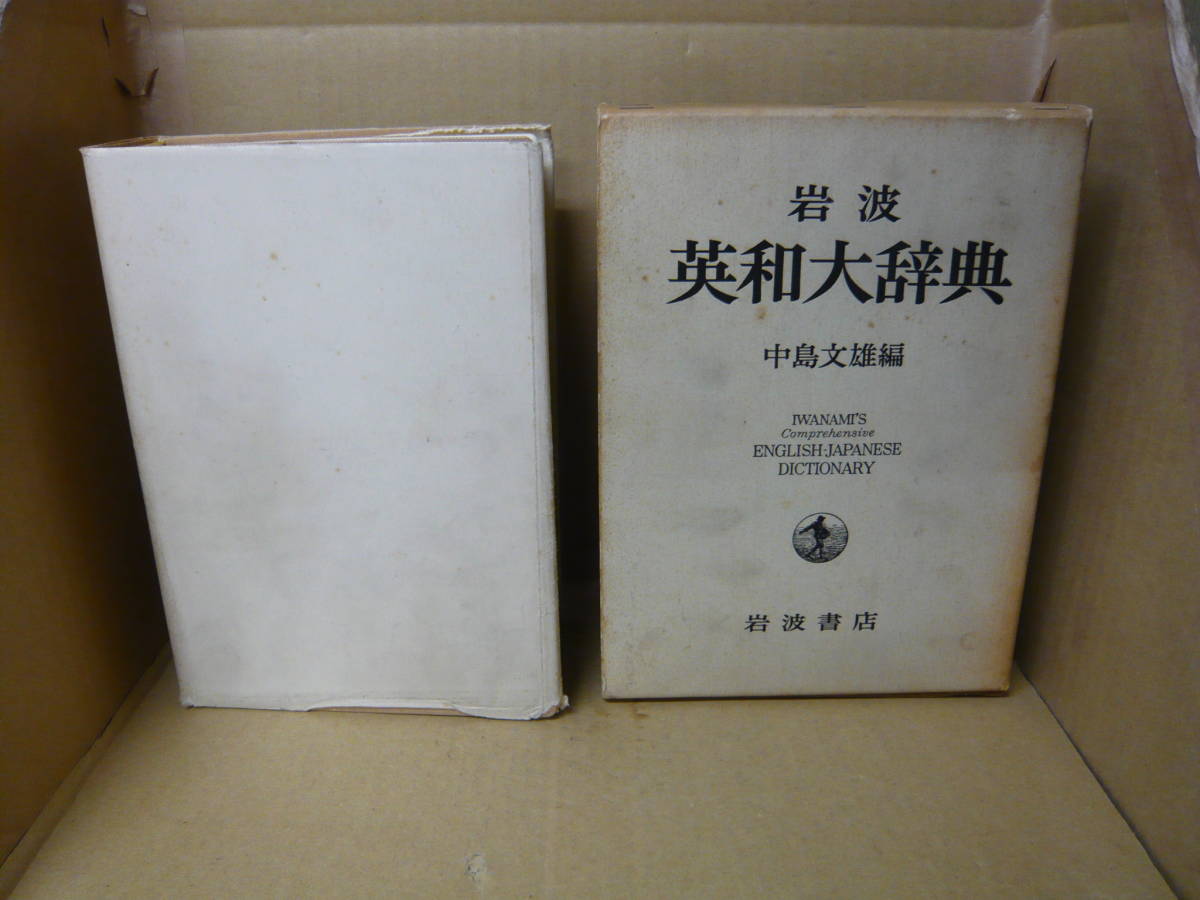 岩波
英和大辞典
中島文雄編
IWANAMI'S
Comprehensive
ENGLISH-JAPANESE
DICTIONARY
岩波書店